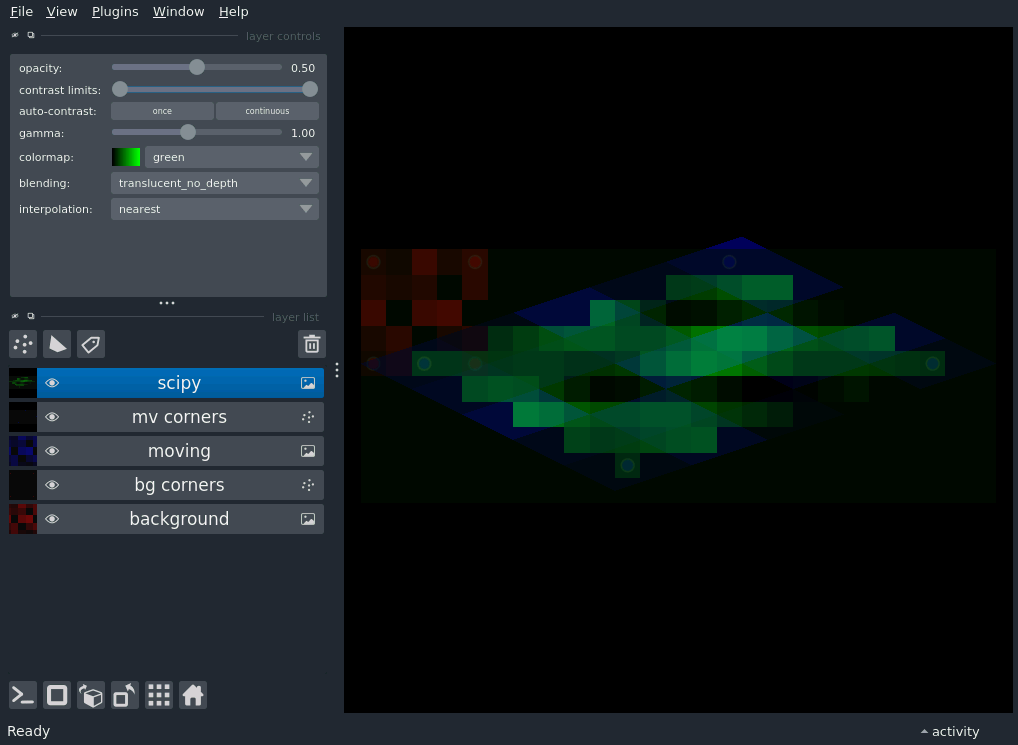 File View Plugins Window Help
layer controls
opacity: 0.50
contrast limits:
auto-contrast: once continuous
gamma: 1.00
colormap: green
blending: translucent_no_depth
interpolation: nearest
layer list
scipy
mv corners
moving
bg corners
background
Ready activity